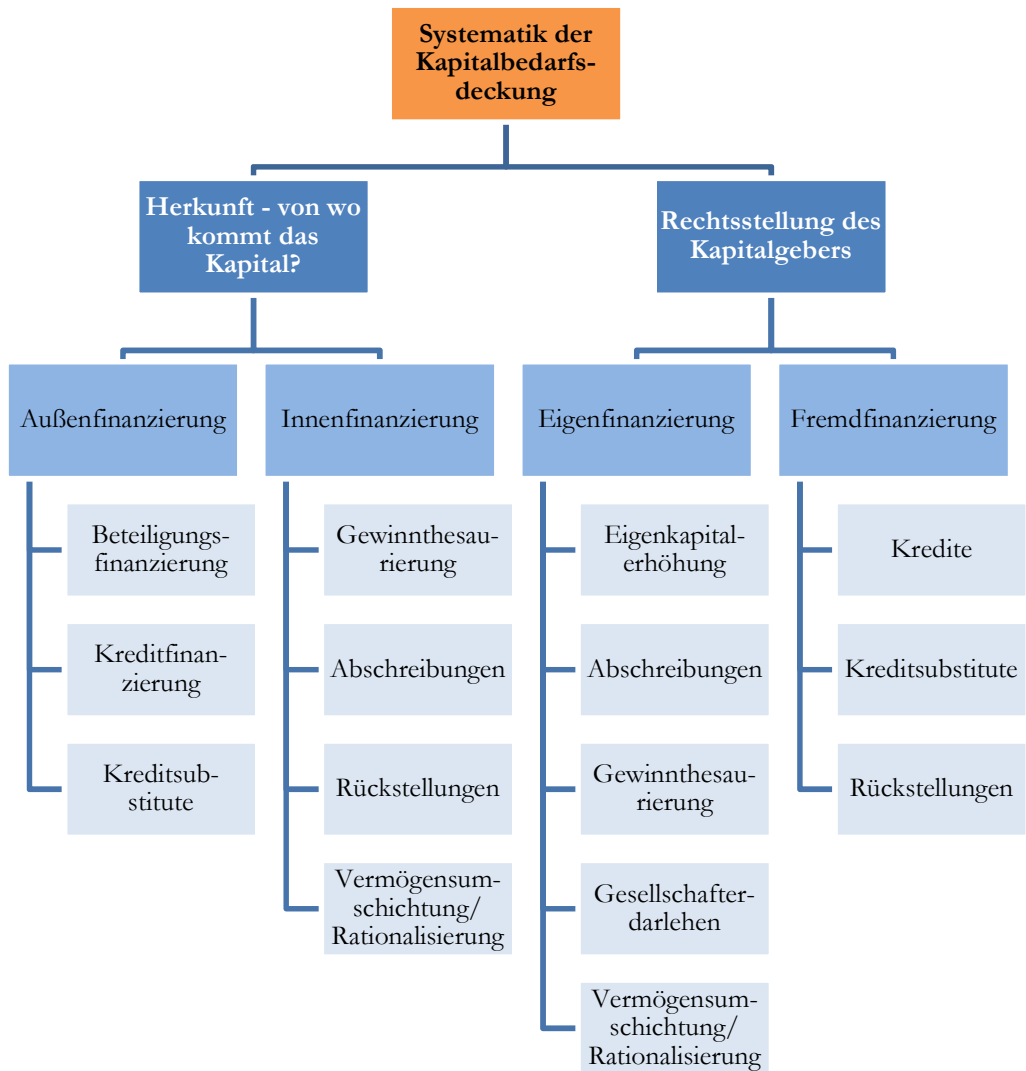 Systematik der
Kapitalbedarfs-
deckung
Herkunft - von wo
kommt das
Kapital?
Rechtsstellung des
Kapitalgebers
Außenfinanzierung
Innenfinanzierung
Eigenfinanzierung
Fremdfinanzierung
Beteiligungs-
finanzierung
Kreditfinan-
zierung
Kreditsub-
stitute
Gewinnthesau-
rierung
Abschreibungen
Rückstellungen
Vermögensum-
schichtung/
Rationalisierung
Eigenkapital-
erhöhung
Abschreibungen
Gewinnthesau-
rierung
Gesellschafter-
darlehen
Vermögensum-
schichtung/
Rationalisierung
Kredite
Kreditsubstitute
Rückstellungen